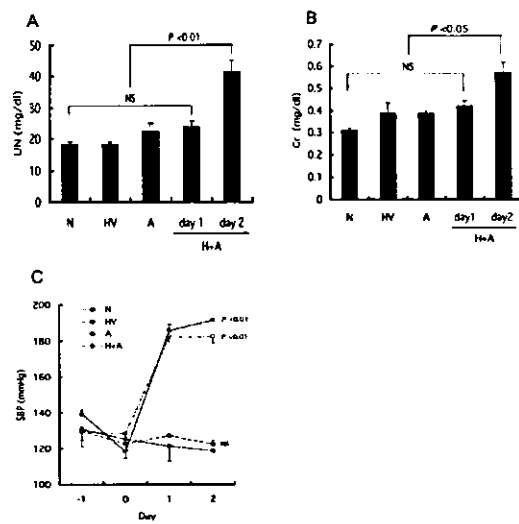 A
P <0.01
NS
UN (mg/dl)
50
40
30
20
10
0
N HV A day 1 day 2
H+A
B
P <0.05
NS
Cr (mg/dl)
0.7
0.6
0.5
0.4
0.3
0.2
0.1
0
N HV A day1 day2
H+A
C
N
HV
A
H+A
SBP (mmHg)
200
180
160
140
120
100
P <0.01
P <0.01
-1 0 1 2
Day